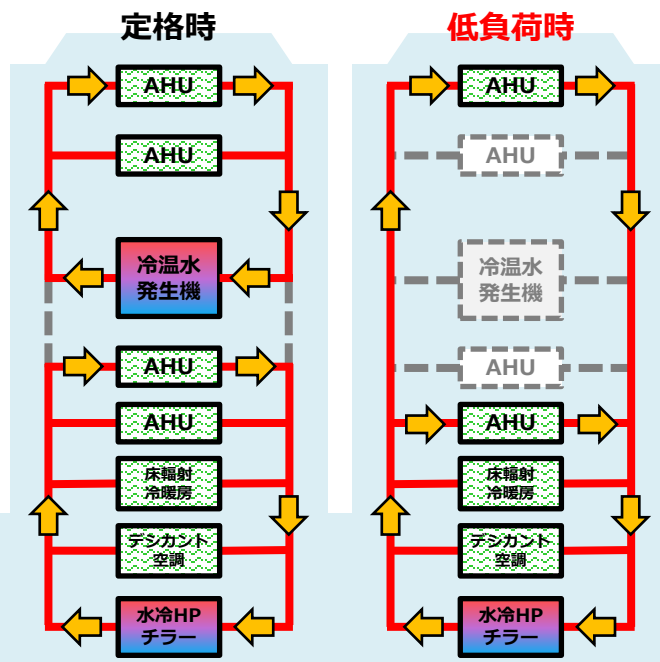 定格時
AHU
AHU
冷温水
発生機
AHU
AHU
床輻射
冷暖房
デシカント
空調
水冷HP
チラー
低負荷時
AHU
AHU
冷温水
発生機
AHU
AHU
床輻射
冷暖房
デシカント
空調
水冷HP
チラー